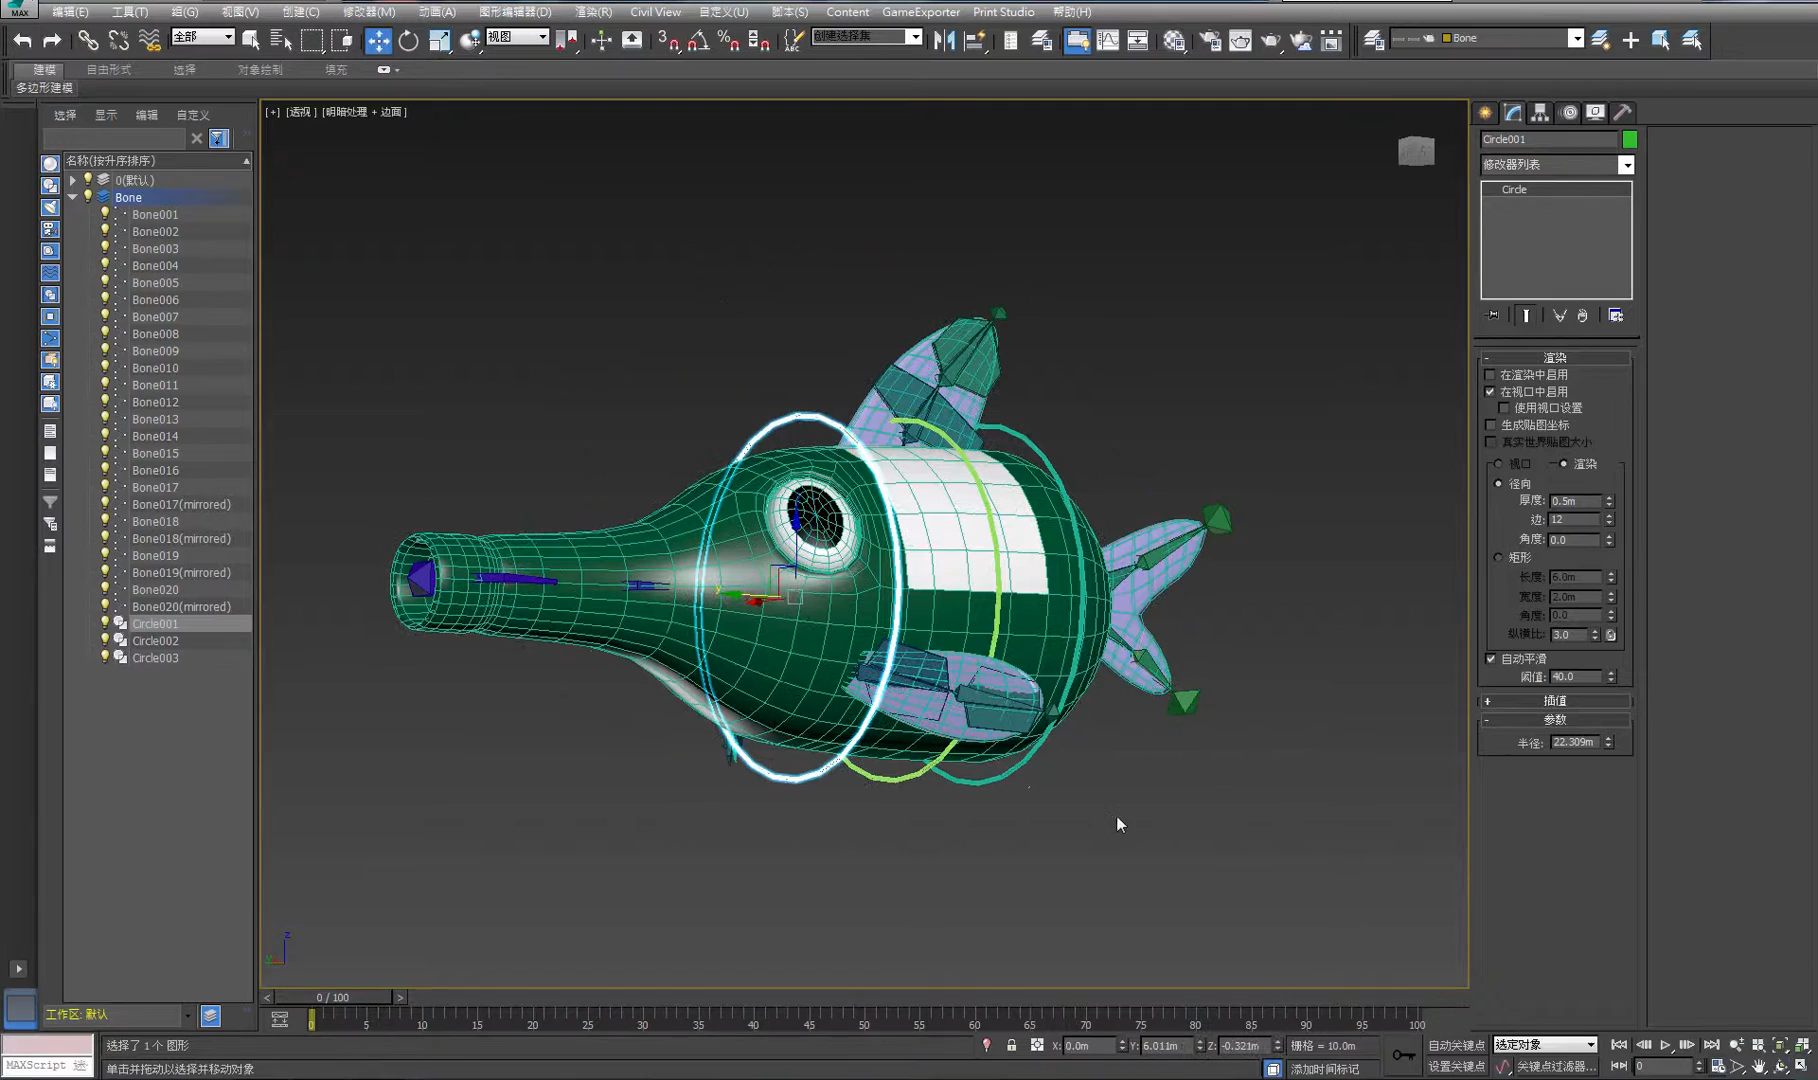 MAX 编辑(E) 工具(T) 组(G) 视图(V) 创建(C) 修改器(M) 动画(A) 图形编辑器(D) 渲染(R) Civil View 自定义(U) 脚本(S) Content GameExporter Print Studio 帮助(H)
全部 视图 创建选择集 Bone
建模 自由形式 选择 对象绘制 填充
多边形建模
选择 显示 编辑 自定义
名称(按升序排序)
0(默认)
Bone
Bone001
Bone002
Bone003
Bone004
Bone005
Bone006
Bone007
Bone008
Bone009
Bone010
Bone011
Bone012
Bone013
Bone014
Bone015
Bone016
Bone017
Bone017(mirrored)
Bone018
Bone018(mirrored)
Bone019
Bone019(mirrored)
Bone020
Bone020(mirrored)
Circle001
Circle002
Circle003
工作区: 默认
[+] [透视] [明暗处理 + 边面]
y
z
Circle001
修改器列表
Circle
- 渲染
在渲染中启用
在视口中启用
使用视口设置
生成贴图坐标
真实世界贴图大小
视口 渲染
径向
厚度: 0.5m
边: 12
角度: 0.0
矩形
长度: 6.0m
宽度: 2.0m
角度: 0.0
纵横比: 3.0
自动平滑
阈值: 40.0
+ 插值
- 参数
半径: 22.309m
< 0 / 100 >
0 5 10 15 20 25 30 35 40 45 50 55 60 65 70 75 80 85 90 95 100
选择了 1 个 图形
X: 0.0m Y: 6.011m Z: -0.321m 栅格 = 10.0m
自动关键点 选定对象
MAXScript 迷
单击并拖动以选择并移动对象
添加时间标记
设置关键点 关键点过滤器... 0